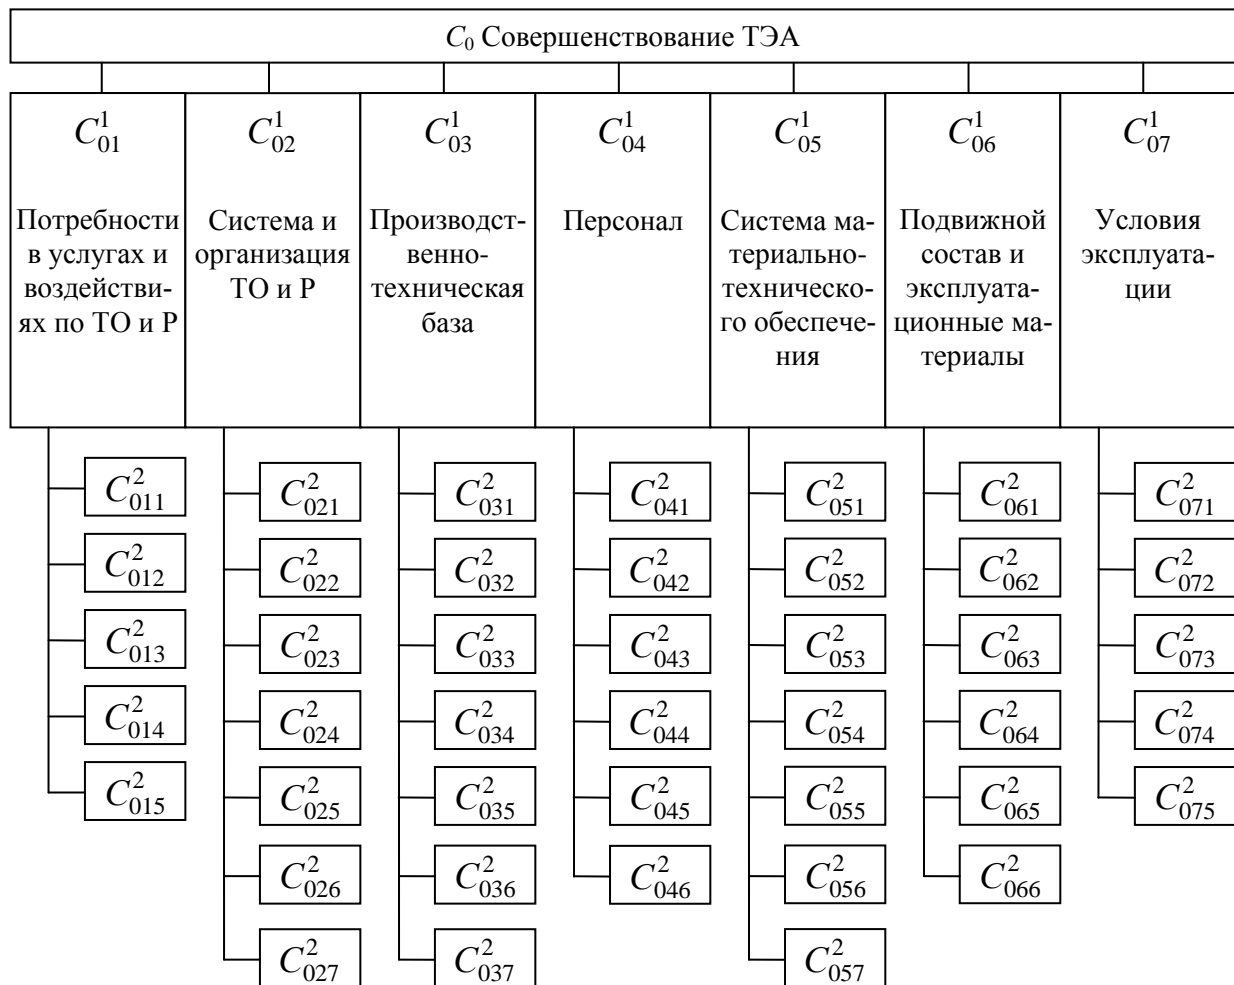 C₀ Совершенствование ТЭА
C¹₀₁
Потребности
в услугах и
воздействи-
ях по ТО и Р
C¹₀₂
Система и
организация
ТО и Р
C¹₀₃
Производст-
венно-
техническая
база
C¹₀₄
Персонал
C¹₀₅
Система ма-
териально-
техническо-
го обеспече-
ния
C¹₀₆
Подвижной
состав и
эксплуата-
ционные ма-
териалы
C¹₀₇
Условия
эксплуата-
ции
C²₀₁₁
C²₀₁₂
C²₀₁₃
C²₀₁₄
C²₀₁₅
C²₀₂₁
C²₀₂₂
C²₀₂₃
C²₀₂₄
C²₀₂₅
C²₀₂₆
C²₀₂₇
C²₀₃₁
C²₀₃₂
C²₀₃₃
C²₀₃₄
C²₀₃₅
C²₀₃₆
C²₀₃₇
C²₀₄₁
C²₀₄₂
C²₀₄₃
C²₀₄₄
C²₀₄₅
C²₀₄₆
C²₀₅₁
C²₀₅₂
C²₀₅₃
C²₀₅₄
C²₀₅₅
C²₀₅₆
C²₀₅₇
C²₀₆₁
C²₀₆₂
C²₀₆₃
C²₀₆₄
C²₀₆₅
C²₀₆₆
C²₀₇₁
C²₀₇₂
C²₀₇₃
C²₀₇₄
C²₀₇₅